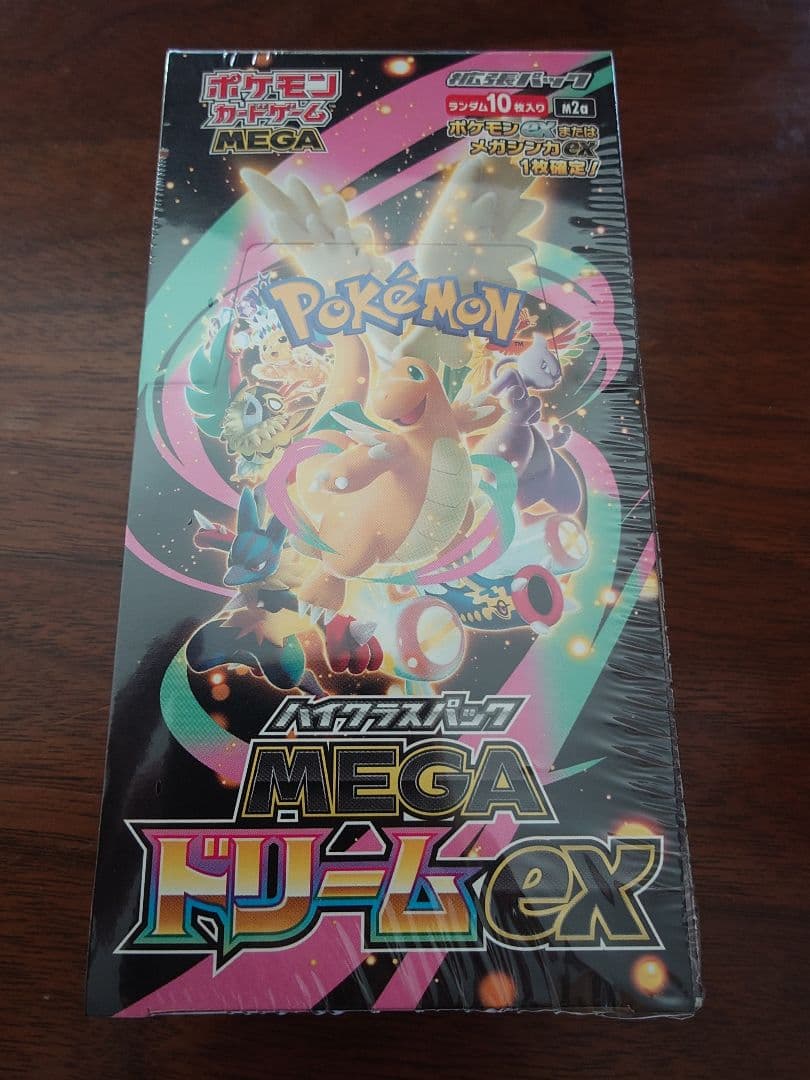 ポケモン
カードゲーム
MEGA
拡張パック
ランダム10枚入り
M2a
ポケモンexまたは
メガシンカex
1枚確定!
POKéMON
TM
ハイクラスパック
MEGA
ドリームex